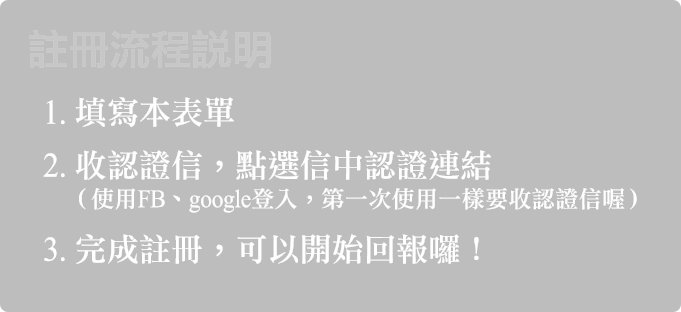 註冊流程説明
1. 填寫本表單
2. 收認證信，點選信中認證連結
（使用FB、google登入，第一次使用一樣要收認證信喔）
3. 完成註冊，可以開始回報囉！